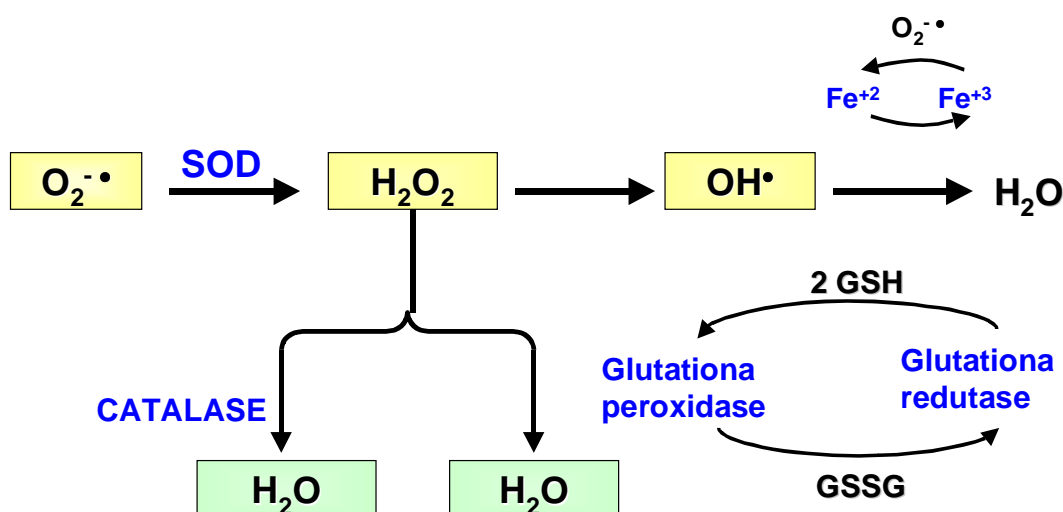 O₂⁻•
Fe⁺² Fe⁺³
SOD
O₂⁻• H₂O₂ OH• H₂O
2 GSH
Glutationa
peroxidase
Glutationa
redutase
CATALASE
GSSG
H₂O H₂O